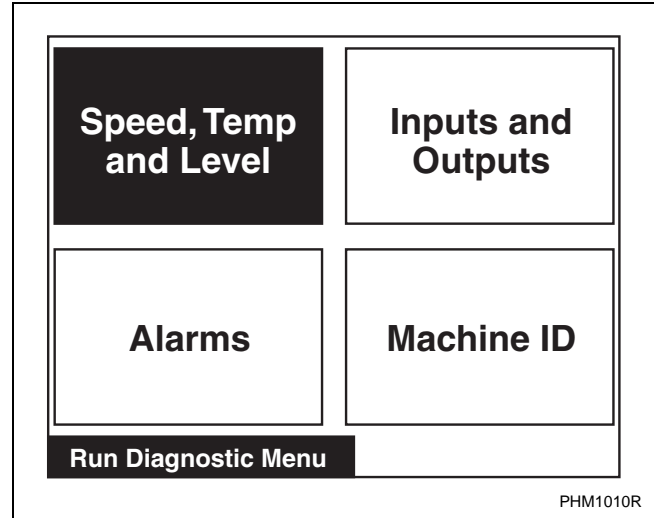 Speed, Temp
and Level
Inputs and
Outputs
Alarms
Machine ID
Run Diagnostic Menu
PHM1010R